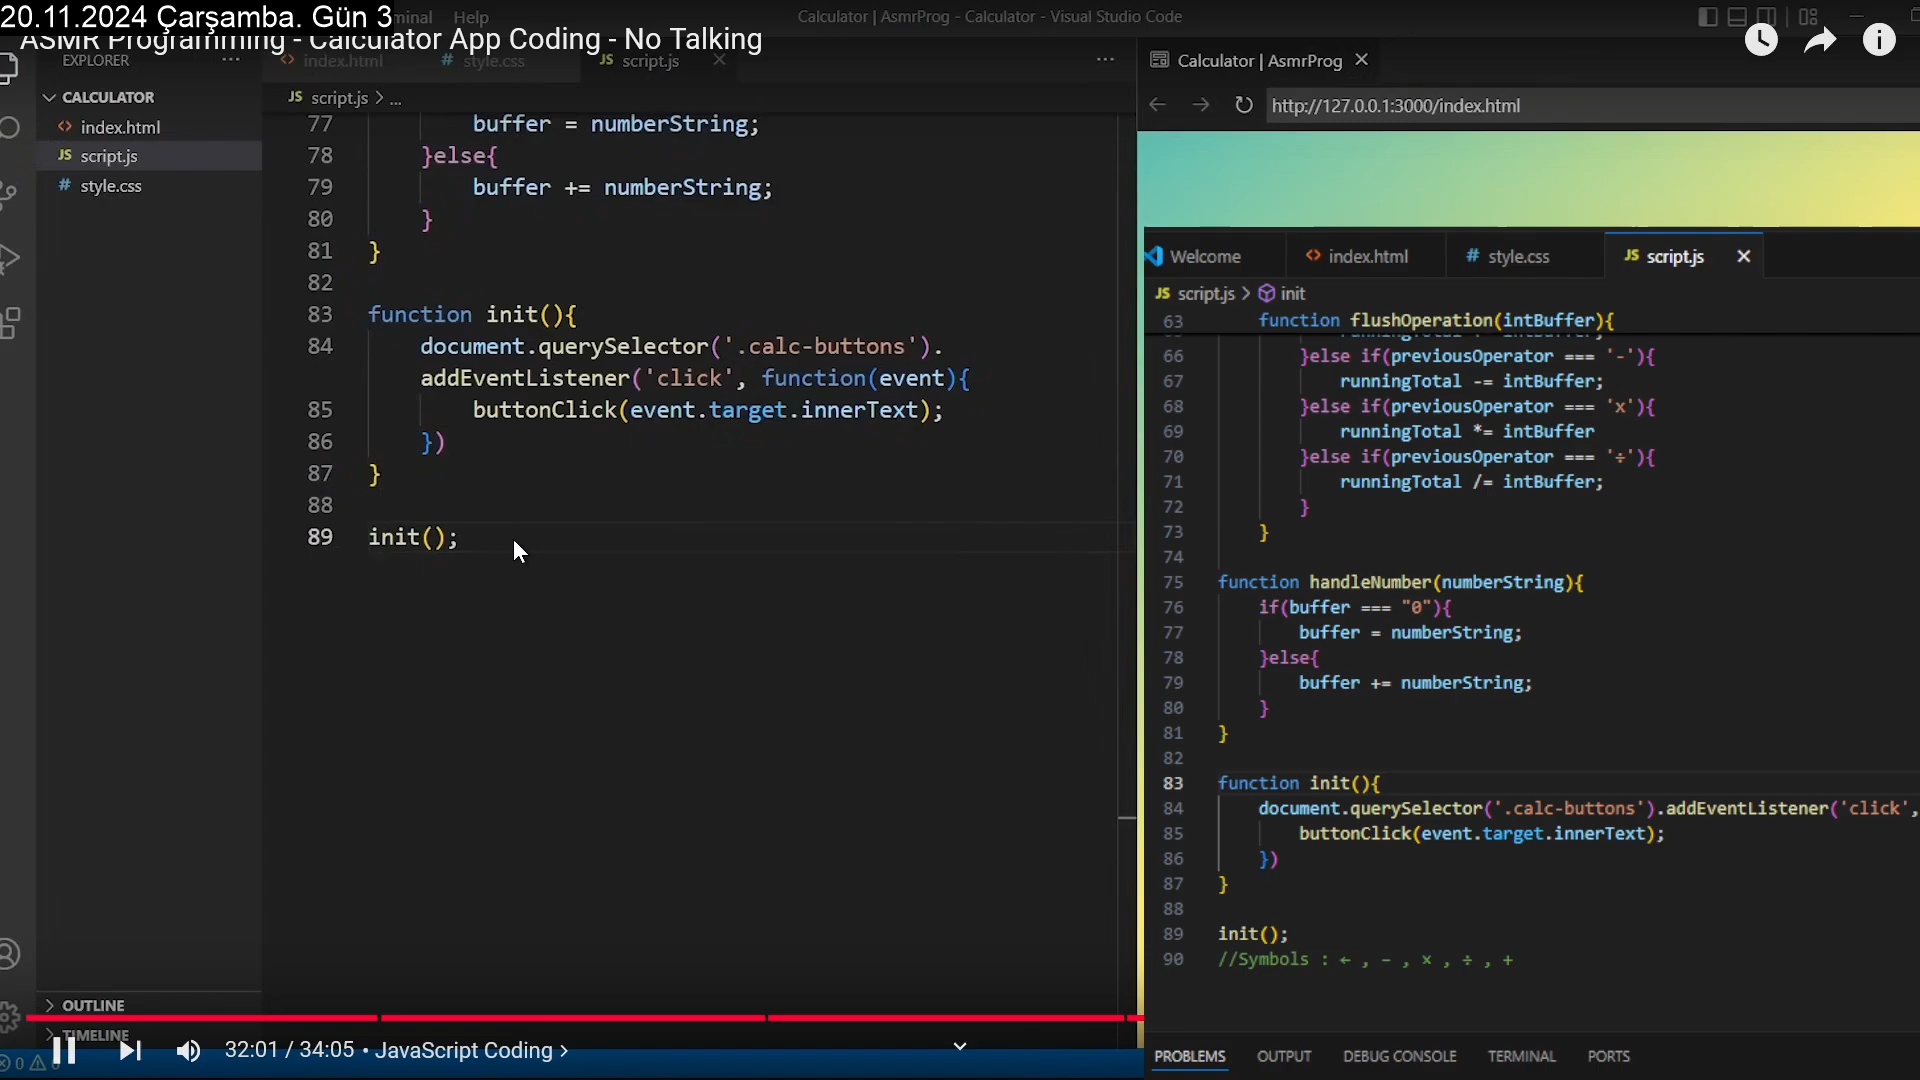 20.11.2024 Çarşamba. Gün 3
minal Help
Calculator | AsmrProg - Calculator - Visual Studio Code
ASMR Programming - Calculator App Coding - No Talking
EXPLORER ...
CALCULATOR
<> index.html
JS script.js
# style.css
OUTLINE
TIMELINE
<> index.html # style.css JS script.js ...
JS script.js > ...
77 buffer = numberString;
78 }else{
79 buffer += numberString;
80 }
81 }
82
83 function init(){
84 document.querySelector('.calc-buttons').
addEventListener('click', function(event){
85 buttonClick(event.target.innerText);
86 })
87 }
88
89 init();
Calculator | AsmrProg
http://127.0.0.1:3000/index.html
Welcome <> index.html # style.css JS script.js
JS script.js > init
63 function flushOperation(intBuffer){
66 }else if(previousOperator === '-'){
67 runningTotal -= intBuffer;
68 }else if(previousOperator === 'x'){
69 runningTotal *= intBuffer
70 }else if(previousOperator === '÷'){
71 runningTotal /= intBuffer;
72 }
73 }
74
75 function handleNumber(numberString){
76 if(buffer === "0"){
77 buffer = numberString;
78 }else{
79 buffer += numberString;
80 }
81 }
82
83 function init(){
84 document.querySelector('.calc-buttons').addEventListener('click',
85 buttonClick(event.target.innerText);
86 })
87 }
88
89 init();
90 //Symbols : ← , − , × , ÷ , +
PROBLEMS OUTPUT DEBUG CONSOLE TERMINAL PORTS
32:01 / 34:05 • JavaScript Coding >
0